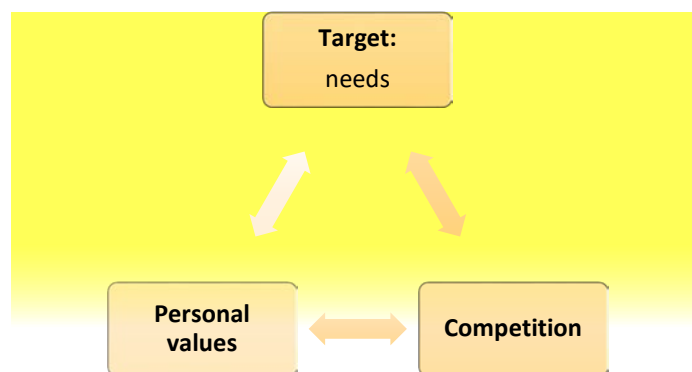 Target:
needs
Personal
values
Competition